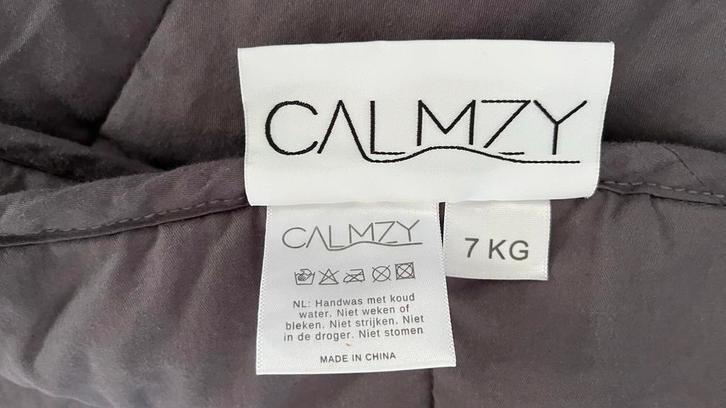 CALMZY
CALMZY
7 KG
NL: Handwas met koud
water. Niet weken of
bleken. Niet strijken. Niet
in de droger. Niet stomen
MADE IN CHINA